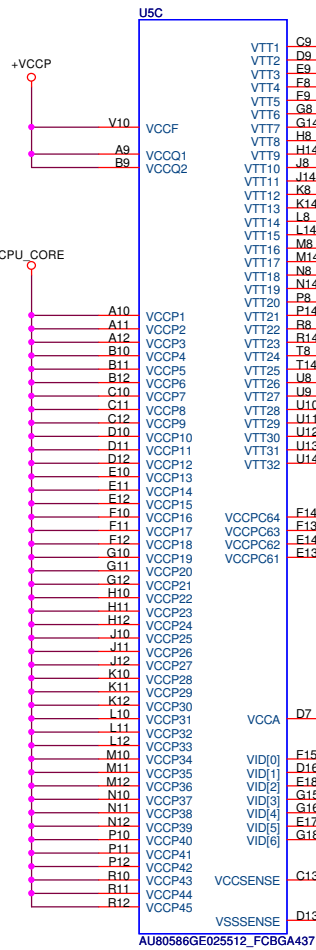 U5C
+VCCP
V10 VCCF
A9 VCCQ1
B9 VCCQ2
CPU_CORE
A10 VCCP1
A11 VCCP2
A12 VCCP3
B10 VCCP4
B11 VCCP5
B12 VCCP6
C10 VCCP7
C11 VCCP8
C12 VCCP9
D10 VCCP10
D11 VCCP11
D12 VCCP12
E10 VCCP13
E11 VCCP14
E12 VCCP15
F10 VCCP16
F11 VCCP17
F12 VCCP18
G10 VCCP19
G11 VCCP20
G12 VCCP21
H10 VCCP22
H11 VCCP23
H12 VCCP24
J10 VCCP25
J11 VCCP26
J12 VCCP27
K10 VCCP28
K11 VCCP29
K12 VCCP30
L10 VCCP31
L11 VCCP32
L12 VCCP33
M10 VCCP34
M11 VCCP35
M12 VCCP36
N10 VCCP37
N11 VCCP38
N12 VCCP39
P10 VCCP40
P11 VCCP41
P12 VCCP42
R10 VCCP43
R11 VCCP44
R12 VCCP45
VTT1 C9
VTT2 D9
VTT3 E9
VTT4 F8
VTT5 F9
VTT6 G8
VTT7 G14
VTT8 H8
VTT9 H14
VTT10 J8
VTT11 J14
VTT12 K8
VTT13 K14
VTT14 L8
VTT15 L14
VTT16 M8
VTT17 M14
VTT18 N8
VTT19 N14
VTT20 P8
VTT21 P14
VTT22 R8
VTT23 R14
VTT24 T8
VTT25 T14
VTT26 U8
VTT27 U9
VTT28 U10
VTT29 U11
VTT30 U12
VTT31 U13
VTT32 U14
VCCPC64 F14
VCCPC63 F13
VCCPC62 E14
VCCPC61 E13
VCCA D7
VID[0] F15
VID[1] D16
VID[2] E18
VID[3] G15
VID[4] G16
VID[5] E17
VID[6] G18
VCCSENSE C13
VSSSENSE D13
AU80586GE025512_FCBGA437